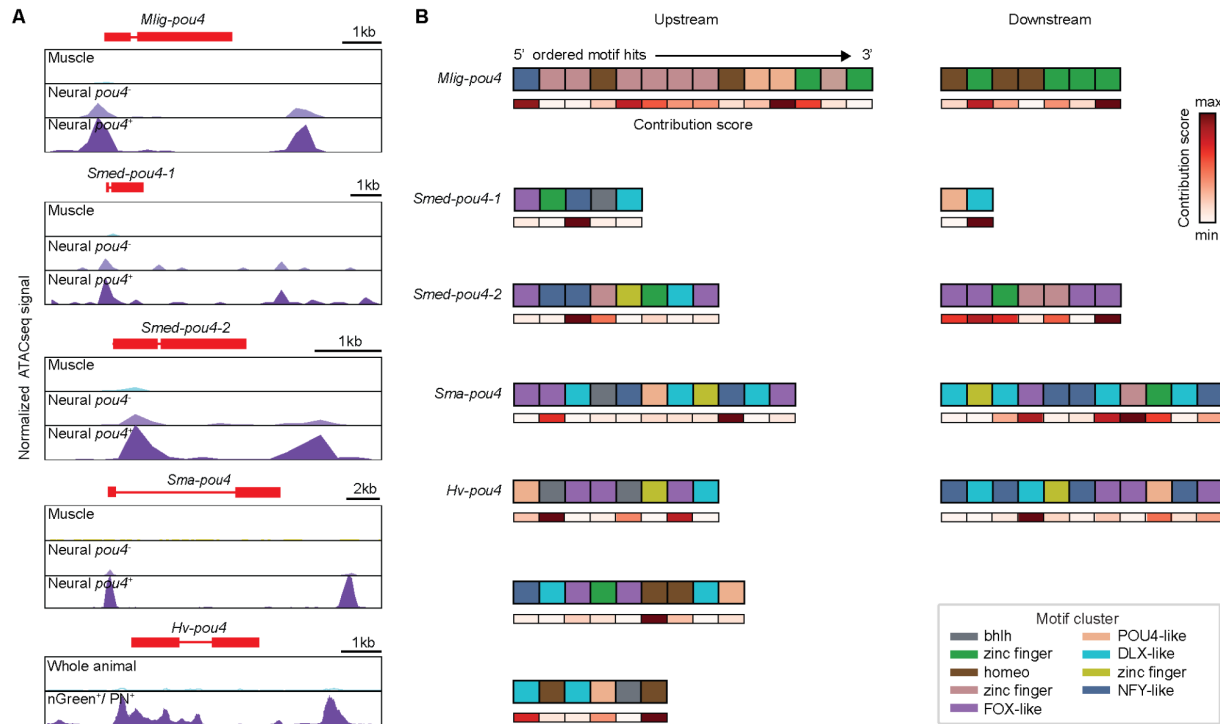 A
Mlig-pou4
1kb
Muscle
Neural pou4-
Neural pou4+
Smed-pou4-1
1kb
Muscle
Neural pou4-
Neural pou4+
Smed-pou4-2
1kb
Muscle
Neural pou4-
Neural pou4+
Sma-pou4
2kb
Muscle
Neural pou4-
Neural pou4+
Hv-pou4
1kb
Whole animal
nGreen+/ PN+
Normalized ATACseq signal
B
Upstream
Downstream
5' ordered motif hits 3'
Mlig-pou4
Contribution score
Smed-pou4-1
Smed-pou4-2
Sma-pou4
Hv-pou4
max
Contribution score
min
Motif cluster
bhlh
zinc finger
homeo
zinc finger
FOX-like
POU4-like
DLX-like
zinc finger
NFY-like